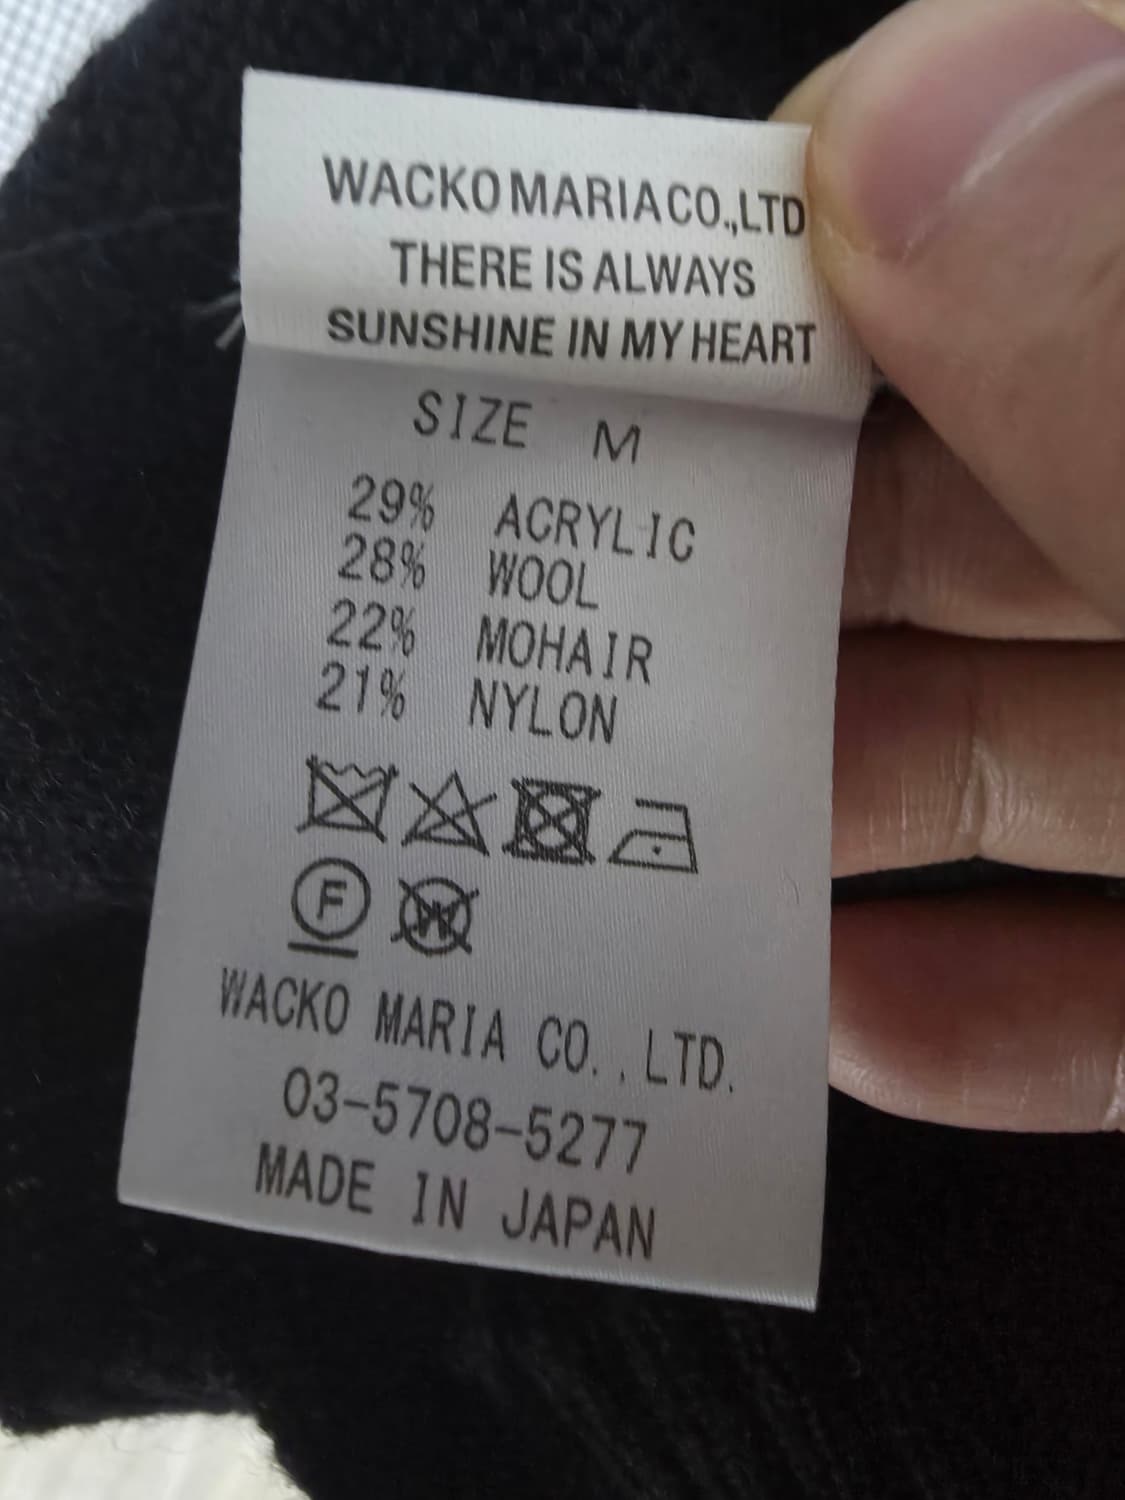 WACKO MARIA CO.,LTD
THERE IS ALWAYS
SUNSHINE IN MY HEART
SIZE M
29% ACRYLIC
28% WOOL
22% MOHAIR
21% NYLON
F W
WACKO MARIA CO.,LTD.
03-5708-5277
MADE IN JAPAN